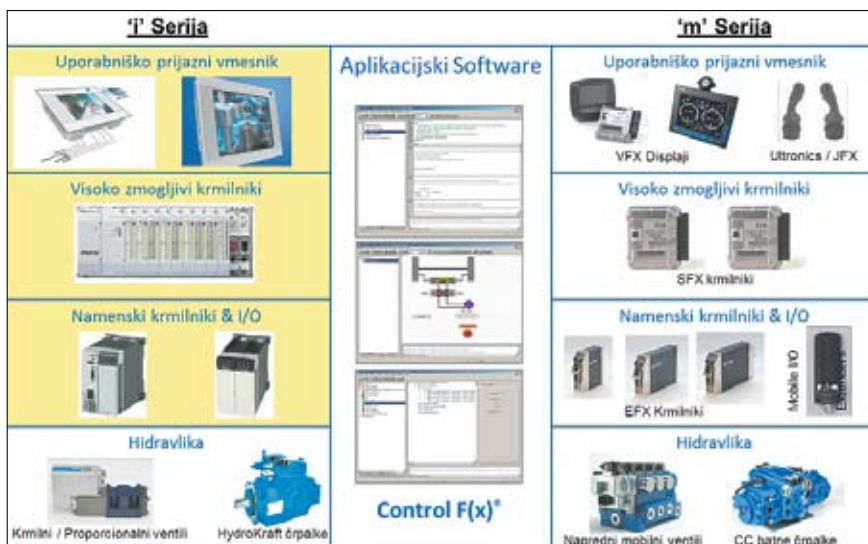 'i' Serija
Uporabniško prijazni vmesnik
Visoko zmogljivi krmilniki
Namenski krmilniki & I/O
Hidravlika
Krmilni / Proporcionalni ventili
HydroKraft črpalke
Aplikacijski Software
Control F(x)®
'm' Serija
Uporabniško prijazni vmesnik
VFX Displaji
Ultronics / JFX
Visoko zmogljivi krmilniki
SFX krmilniki
Namenski krmilniki & I/O
EFX Krmilniki
Mobile I/O
Hidravlika
Napredni mobilni ventili
CC batne črpalke